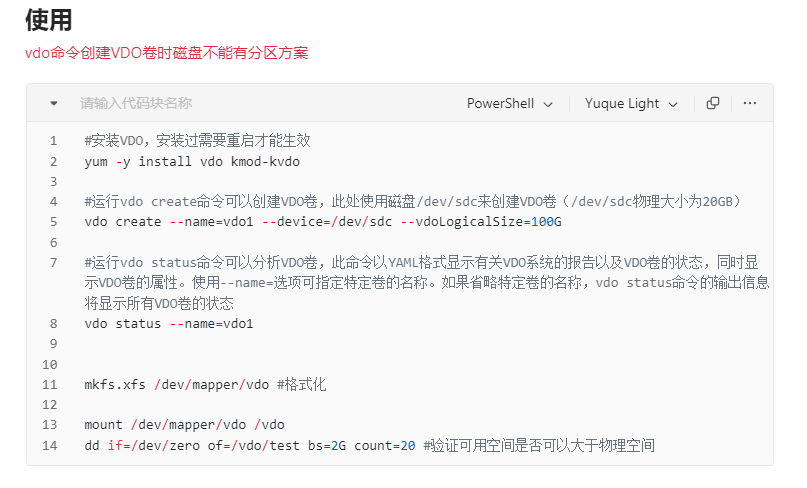 使用
vdo命令创建VDO卷时磁盘不能有分区方案
请输入代码块名称 PowerShell Yuque Light
1 #安装VDO，安装过需要重启才能生效
2 yum -y install vdo kmod-kvdo
3
4 #运行vdo create命令可以创建VDO卷，此处使用磁盘/dev/sdc来创建VDO卷（/dev/sdc物理大小为20GB）
5 vdo create --name=vdo1 --device=/dev/sdc --vdoLogicalSize=100G
6
7 #运行vdo status命令可以分析VDO卷，此命令以YAML格式显示有关VDO系统的报告以及VDO卷的状态，同时显
示VDO卷的属性。使用--name=选项可指定特定卷的名称。如果省略特定卷的名称，vdo status命令的输出信息
将显示所有VDO卷的状态
8 vdo status --name=vdo1
9
10
11 mkfs.xfs /dev/mapper/vdo #格式化
12
13 mount /dev/mapper/vdo /vdo
14 dd if=/dev/zero of=/vdo/test bs=2G count=20 #验证可用空间是否可以大于物理空间